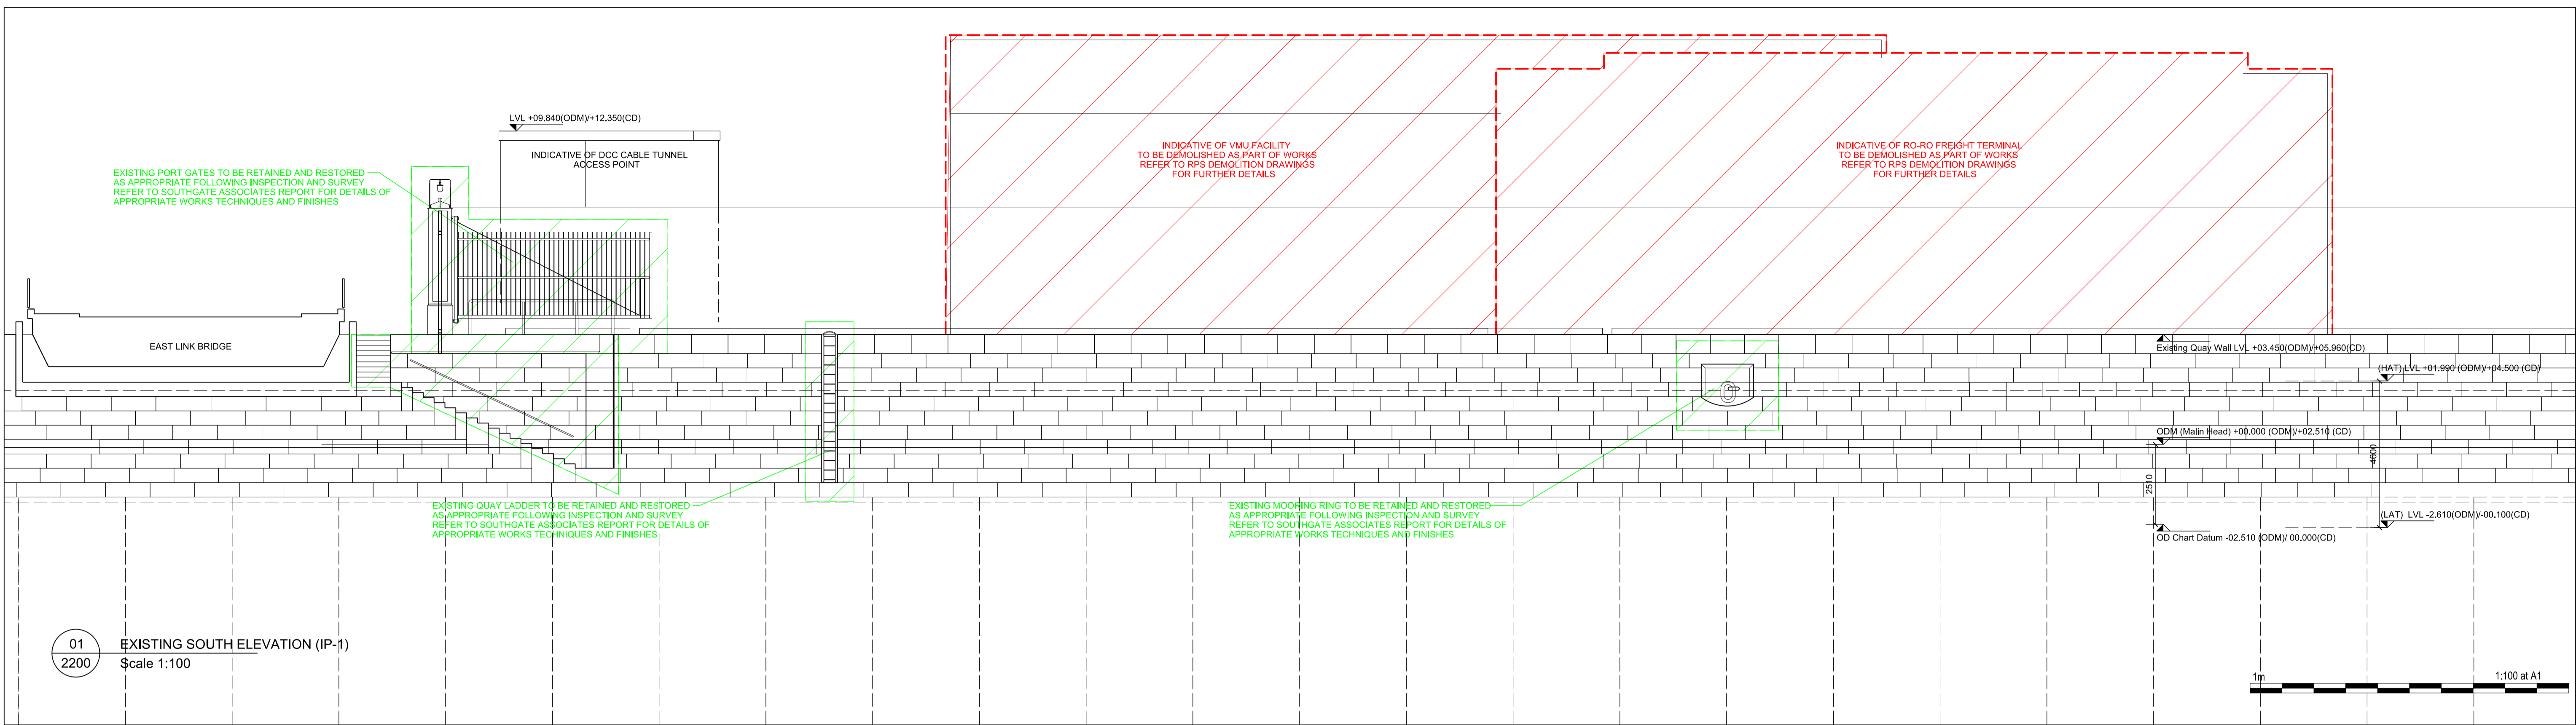 LVL +09.840(ODM)/+12.350(CD)
INDICATIVE OF DCC CABLE TUNNEL
ACCESS POINT
EXISTING PORT GATES TO BE RETAINED AND RESTORED
AS APPROPRIATE FOLLOWING INSPECTION AND SURVEY
REFER TO SOUTHGATE ASSOCIATES REPORT FOR DETAILS OF
APPROPRIATE WORKS TECHNIQUES AND FINISHES
INDICATIVE OF VMU FACILITY
TO BE DEMOLISHED AS PART OF WORKS
REFER TO RPS DEMOLITION DRAWINGS
FOR FURTHER DETAILS
INDICATIVE OF RO-RO FREIGHT TERMINAL
TO BE DEMOLISHED AS PART OF WORKS
REFER TO RPS DEMOLITION DRAWINGS
FOR FURTHER DETAILS
EAST LINK BRIDGE
Existing Quay Wall LVL +03.450(ODM)/+05.960(CD)
(HAT) LVL +01.990 (ODM)/+04.500 (CD)
ODM (Malin Head) +00.000 (ODM)/+02.510 (CD)
4600
2510
(LAT) LVL -2.610(ODM)/-00.100(CD)
OD Chart Datum -02.510 (ODM)/ 00.000(CD)
EXISTING QUAY LADDER TO BE RETAINED AND RESTORED
AS APPROPRIATE FOLLOWING INSPECTION AND SURVEY
REFER TO SOUTHGATE ASSOCIATES REPORT FOR DETAILS OF
APPROPRIATE WORKS TECHNIQUES AND FINISHES
EXISTING MOORING RING TO BE RETAINED AND RESTORED
AS APPROPRIATE FOLLOWING INSPECTION AND SURVEY
REFER TO SOUTHGATE ASSOCIATES REPORT FOR DETAILS OF
APPROPRIATE WORKS TECHNIQUES AND FINISHES
01
2200
EXISTING SOUTH ELEVATION (IP-1)
Scale 1:100
1m
1:100 at A1